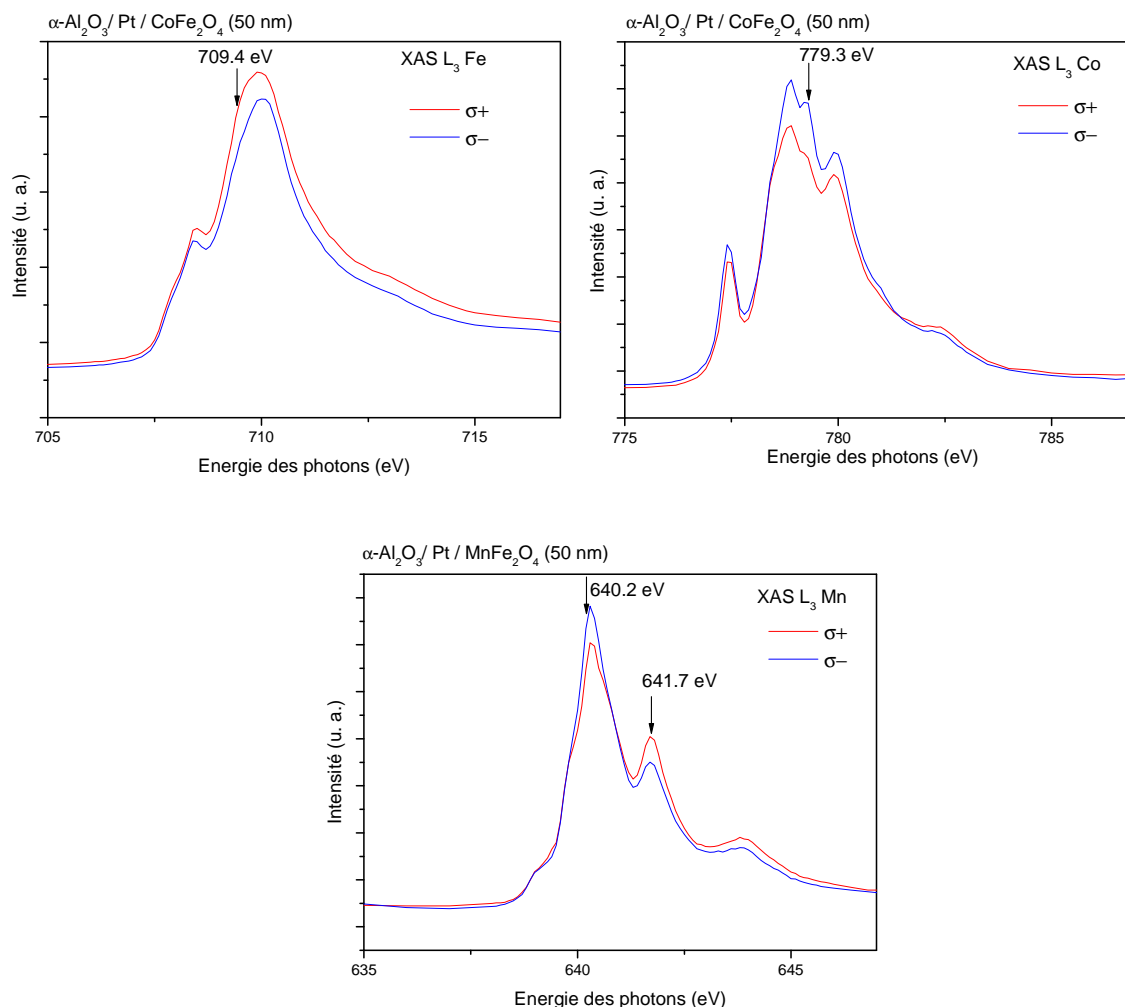 α-Al₂O₃/ Pt / CoFe₂O₄ (50 nm)
709.4 eV
XAS L₃ Fe
σ+
σ−
Intensité (u. a.)
705
710
715
Energie des photons (eV)
α-Al₂O₃/ Pt / CoFe₂O₄ (50 nm)
779.3 eV
XAS L₃ Co
σ+
σ−
Intensité (u. a.)
775
780
785
Energie des photons (eV)
α-Al₂O₃/ Pt / MnFe₂O₄ (50 nm)
640.2 eV
XAS L₃ Mn
σ+
σ−
641.7 eV
Intensité (u. a.)
635
640
645
Energie des photons (eV)